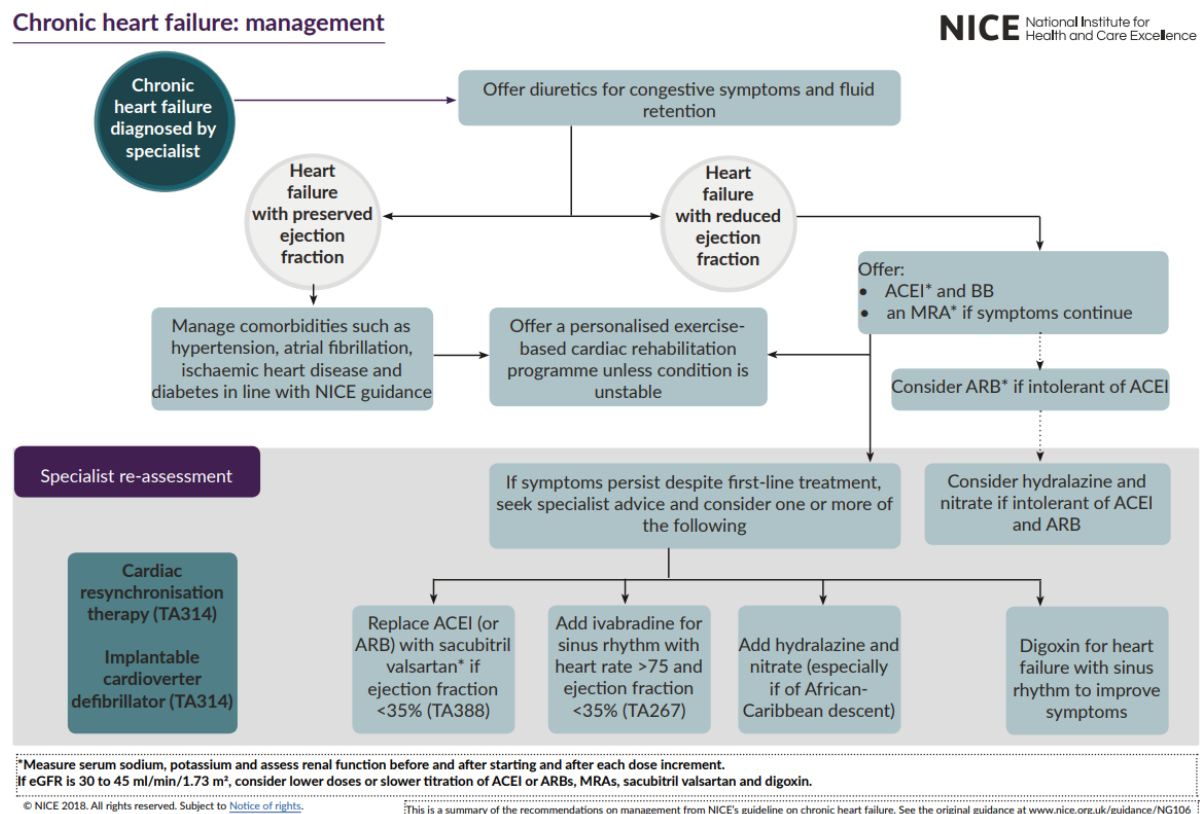 Chronic heart failure: management
NICE
National Institute for
Health and Care Excellence
Chronic
heart failure
diagnosed by
specialist
Offer diuretics for congestive symptoms and fluid
retention
Heart
failure
with preserved
ejection
fraction
Heart
failure
with reduced
ejection
fraction
Offer:
• ACEI* and BB
• an MRA* if symptoms continue
Manage comorbidities such as
hypertension, atrial fibrillation,
ischaemic heart disease and
diabetes in line with NICE guidance
Offer a personalised exercise-
based cardiac rehabilitation
programme unless condition is
unstable
Consider ARB* if intolerant of ACEI
Specialist re-assessment
If symptoms persist despite first-line treatment,
seek specialist advice and consider one or more of
the following
Consider hydralazine and
nitrate if intolerant of ACEI
and ARB
Cardiac
resynchronisation
therapy (TA314)
Implantable
cardioverter
defibrillator (TA314)
Replace ACEI (or
ARB) with sacubitril
valsartan* if
ejection fraction
<35% (TA388)
Add ivabradine for
sinus rhythm with
heart rate >75 and
ejection fraction
<35% (TA267)
Add hydralazine and
nitrate (especially
if of African-
Caribbean descent)
Digoxin for heart
failure with sinus
rhythm to improve
symptoms
*Measure serum sodium, potassium and assess renal function before and after starting and after each dose increment.
If eGFR is 30 to 45 ml/min/1.73 m², consider lower doses or slower titration of ACEI or ARBs, MRAs, sacubitril valsartan and digoxin.
© NICE 2018. All rights reserved. Subject to Notice of rights.
This is a summary of the recommendations on management from NICE's guideline on chronic heart failure. See the original guidance at www.nice.org.uk/guidance/NG106